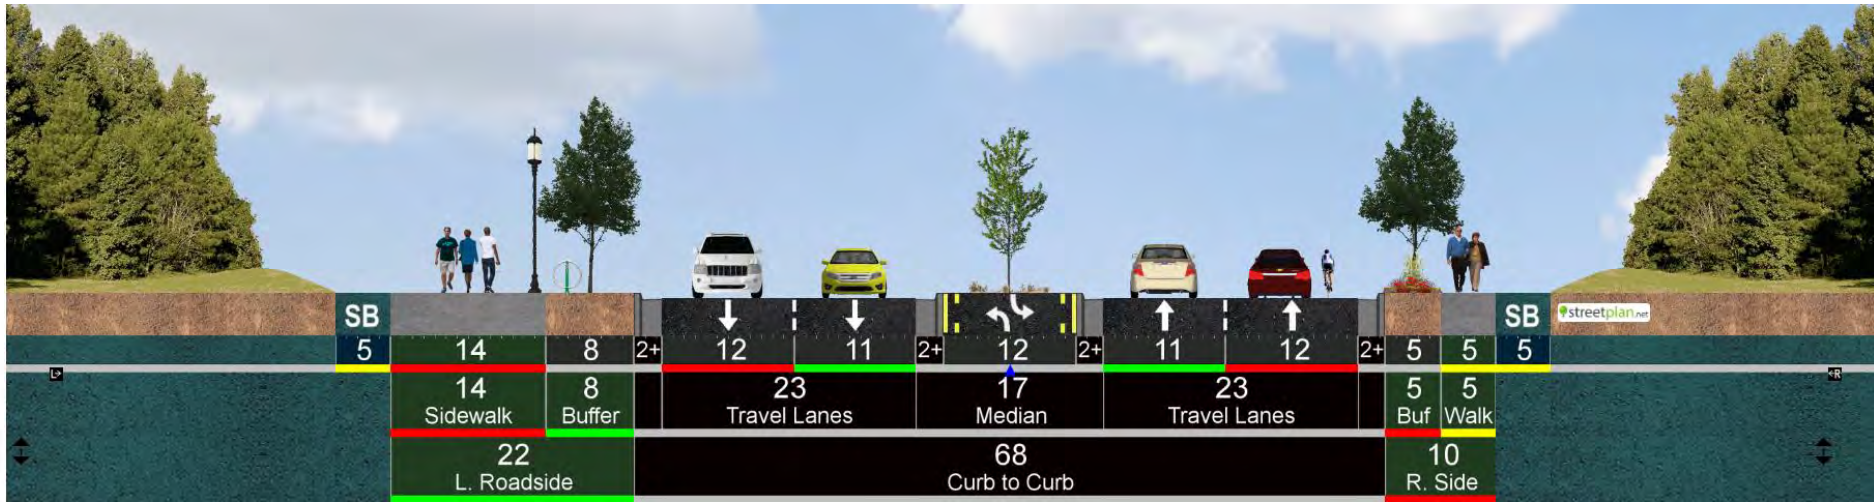 SB
SB
streetplan.net
5 14 8 2+ 12 11 2+ 12 2+ 11 12 2+ 5 5 5
L
R
14 8 23 17 23 5 5
Sidewalk Buffer Travel Lanes Median Travel Lanes Buf Walk
22 68 10
L. Roadside Curb to Curb R. Side